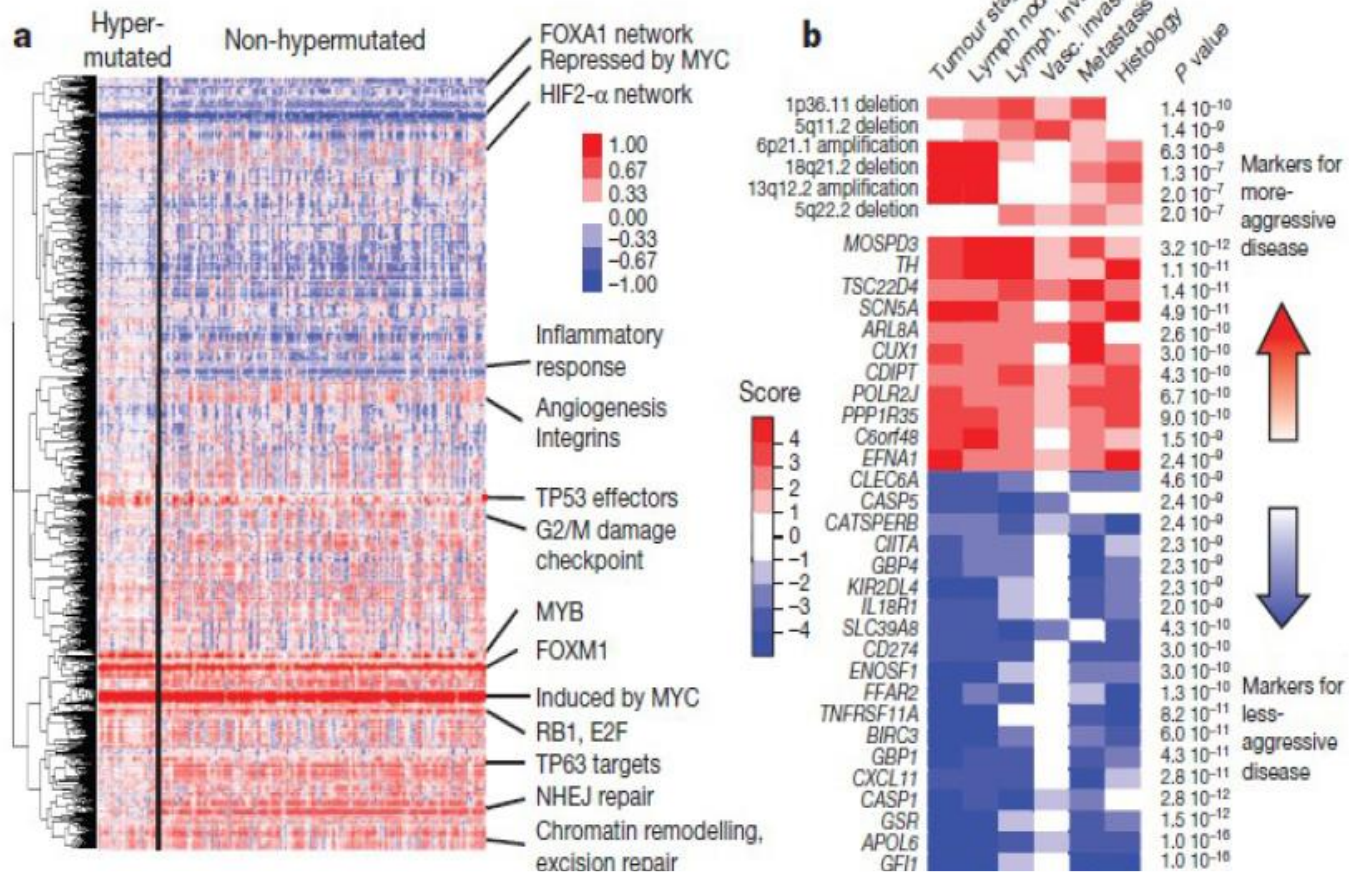 a
Hyper-
mutated
Non-hypermutated
FOXA1 network
Repressed by MYC
HIF2-α network
1.00
0.67
0.33
0.00
−0.33
−0.67
−1.00
Inflammatory
response
Angiogenesis
Integrins
TP53 effectors
G2/M damage
checkpoint
MYB
FOXM1
Induced by MYC
RB1, E2F
TP63 targets
NHEJ repair
Chromatin remodelling,
excision repair
b
Tumour
Lymph
Lymph.
Vasc.
Metastasis
Histology
P value
1p36.11 deletion 1.4 10⁻¹⁰
5q11.2 deletion 1.4 10⁻⁹
6p21.1 amplification 6.3 10⁻⁸
18q21.2 deletion 1.3 10⁻⁷
13q12.2 amplification 2.0 10⁻⁷
5q22.2 deletion 2.0 10⁻⁷
MOSPD3 3.2 10⁻¹²
TH 1.1 10⁻¹¹
TSC22D4 1.4 10⁻¹¹
SCN5A 4.9 10⁻¹¹
ARL8A 2.6 10⁻¹⁰
CUX1 3.0 10⁻¹⁰
CDIPT 4.3 10⁻¹⁰
POLR2J 6.7 10⁻¹⁰
PPP1R35 9.0 10⁻¹⁰
C6orf48 1.5 10⁻⁹
EFNA1 2.4 10⁻⁹
CLEC6A 4.6 10⁻⁹
CASP5 2.4 10⁻⁹
CATSPERB 2.4 10⁻⁹
CIITA 2.3 10⁻⁹
GBP4 2.3 10⁻⁹
KIR2DL4 2.3 10⁻⁹
IL18R1 2.0 10⁻⁹
SLC39A8 4.3 10⁻¹⁰
CD274 3.0 10⁻¹⁰
ENOSF1 3.0 10⁻¹⁰
FFAR2 1.3 10⁻¹⁰
TNFRSF11A 8.2 10⁻¹¹
BIRC3 6.0 10⁻¹¹
GBP1 4.3 10⁻¹¹
CXCL11 2.8 10⁻¹¹
CASP1 2.8 10⁻¹²
GSR 1.5 10⁻¹²
APOL6 1.0 10⁻¹⁶
GFI1 1.0 10⁻¹⁶
Score
4
3
2
1
0
−1
−2
−3
−4
Markers for
more-
aggressive
disease
Markers for
less-
aggressive
disease